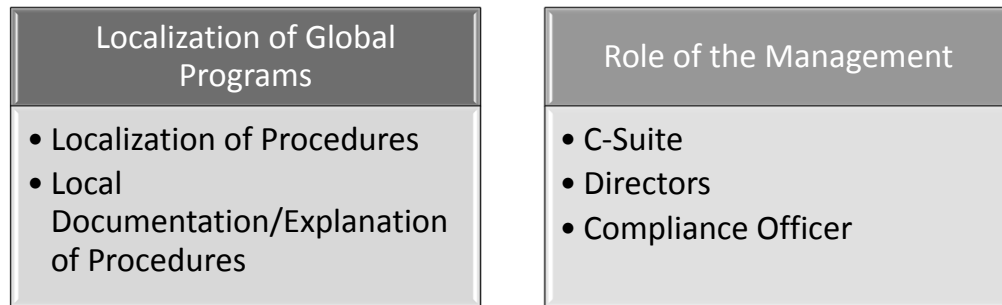 Localization of Global
Programs
• Localization of Procedures
• Local
Documentation/Explanation
of Procedures
Role of the Management
• C-Suite
• Directors
• Compliance Officer